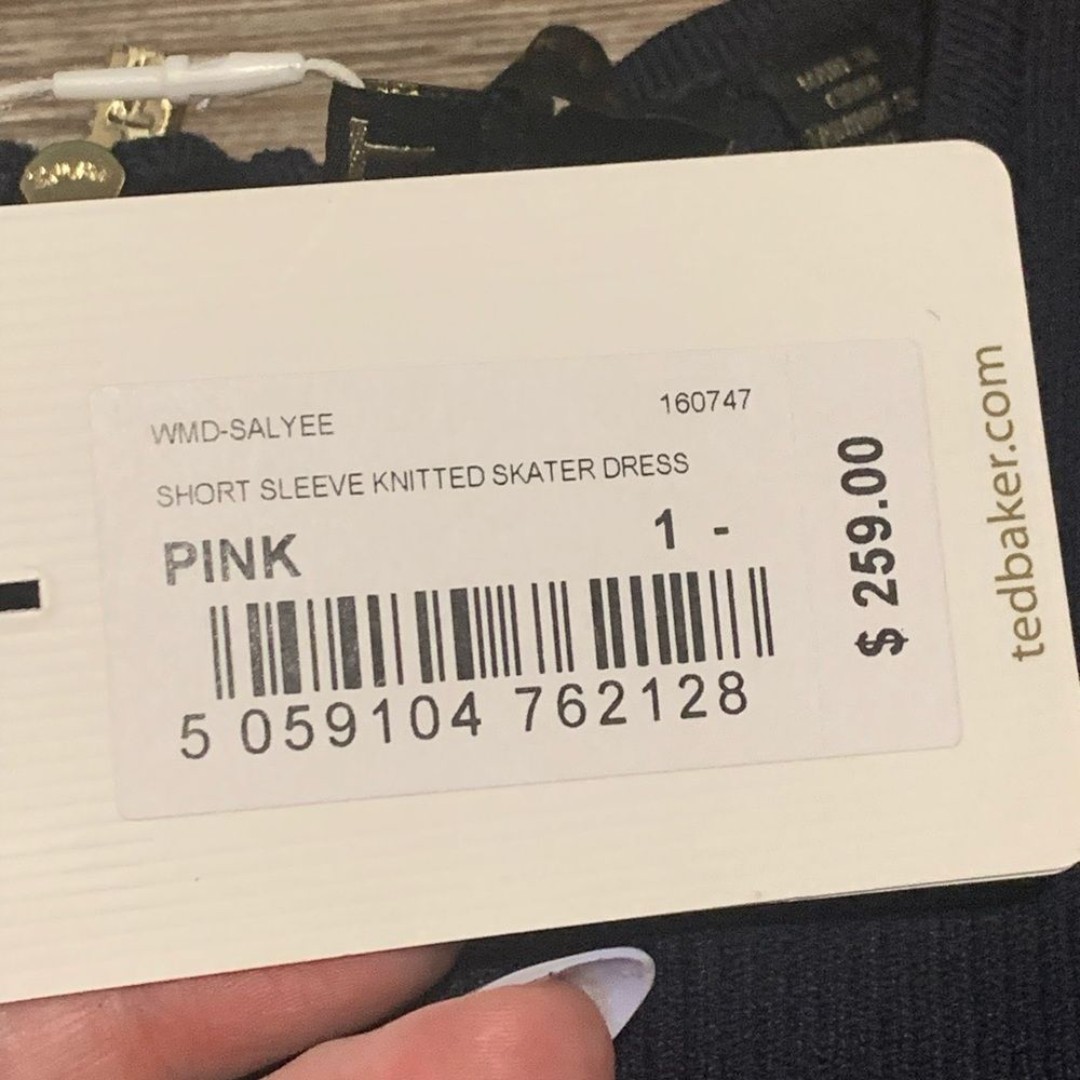 WMD-SALYEE 160747
SHORT SLEEVE KNITTED SKATER DRESS
PINK 1 -
5 059104 762128
$ 259.00
tedbaker.com